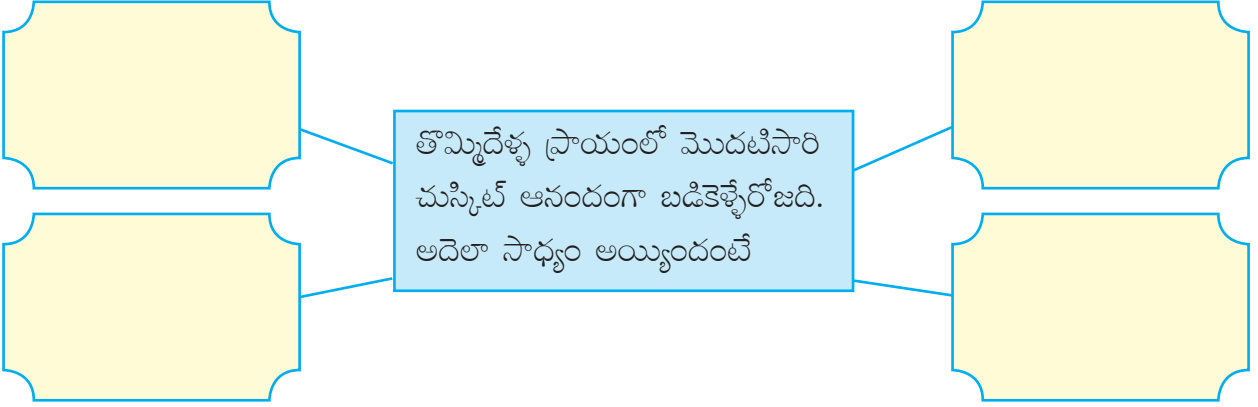 తొమ్మిదేళ్ళ ప్రాయంలో మొదటిసారి
చుస్కిట్ ఆనందంగా బడికెళ్ళేరోజది.
అదెలా సాధ్యం అయ్యిందంటే